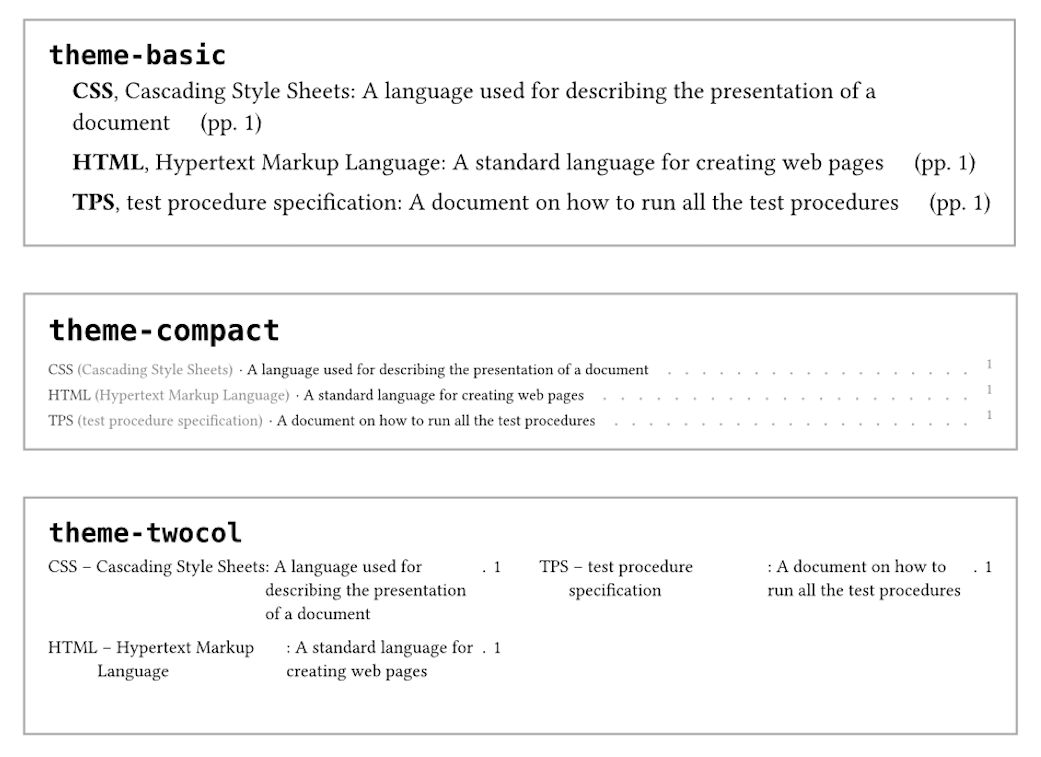 theme-basic
CSS, Cascading Style Sheets: A language used for describing the presentation of a
document (pp. 1)
HTML, Hypertext Markup Language: A standard language for creating web pages (pp. 1)
TPS, test procedure specification: A document on how to run all the test procedures (pp. 1)
theme-compact
CSS (Cascading Style Sheets) · A language used for describing the presentation of a document . . . . . . . . . . . . . . . . . . . . . 1
HTML (Hypertext Markup Language) · A standard language for creating web pages . . . . . . . . . . . . . . . . . . . . . . . . . . 1
TPS (test procedure specification) · A document on how to run all the test procedures . . . . . . . . . . . . . . . . . . . . . . . . . 1
theme-twocol
CSS – Cascading Style Sheets: A language used for . 1
describing the presentation
of a document
HTML – Hypertext Markup : A standard language for . 1
Language creating web pages
TPS – test procedure : A document on how to . 1
specification run all the test procedures